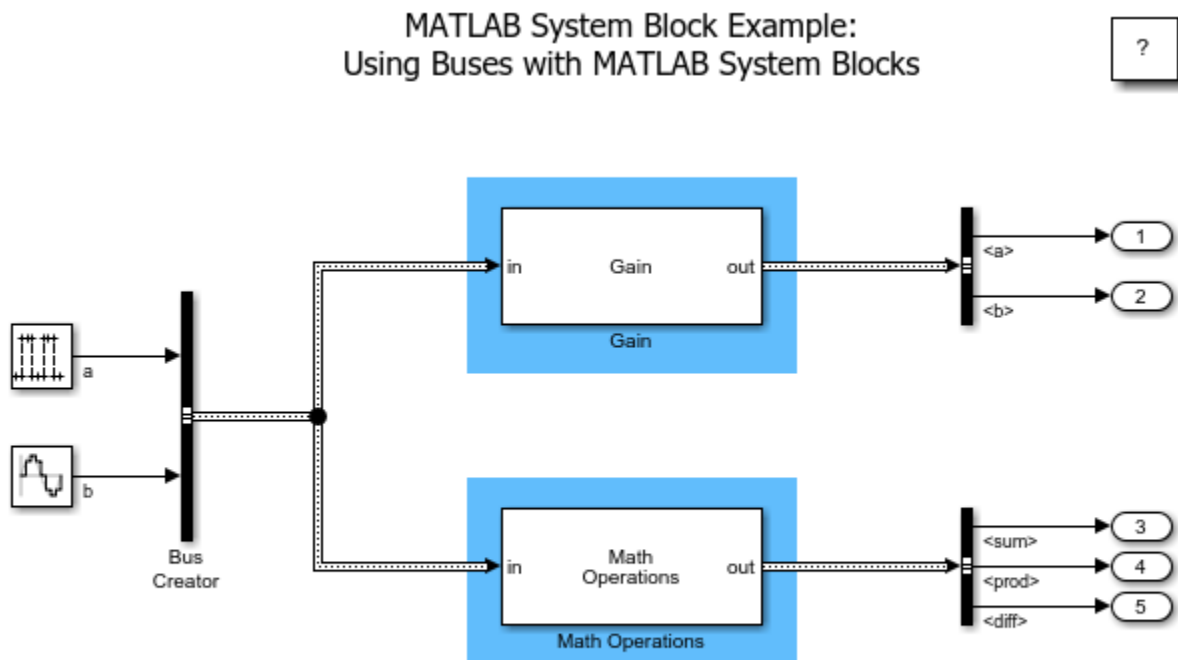 MATLAB System Block Example:
Using Buses with MATLAB System Blocks
?
a
b
Bus
Creator
in
Gain
out
Gain
<a>
1
<b>
2
in
Math
Operations
out
Math Operations
<sum>
3
<prod>
4
<diff>
5